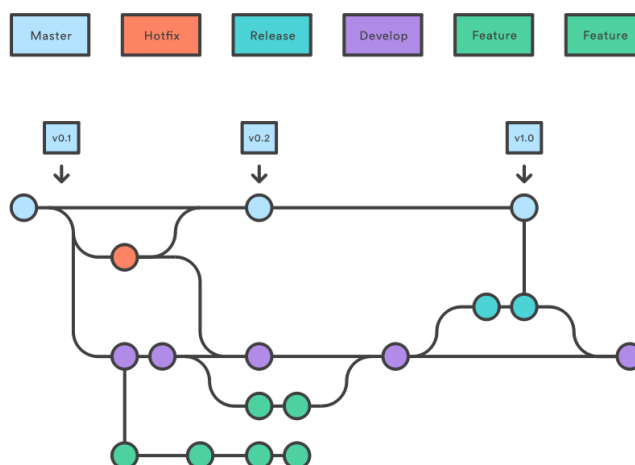 Master
Hotfix
Release
Develop
Feature
Feature
v0.1
v0.2
v1.0